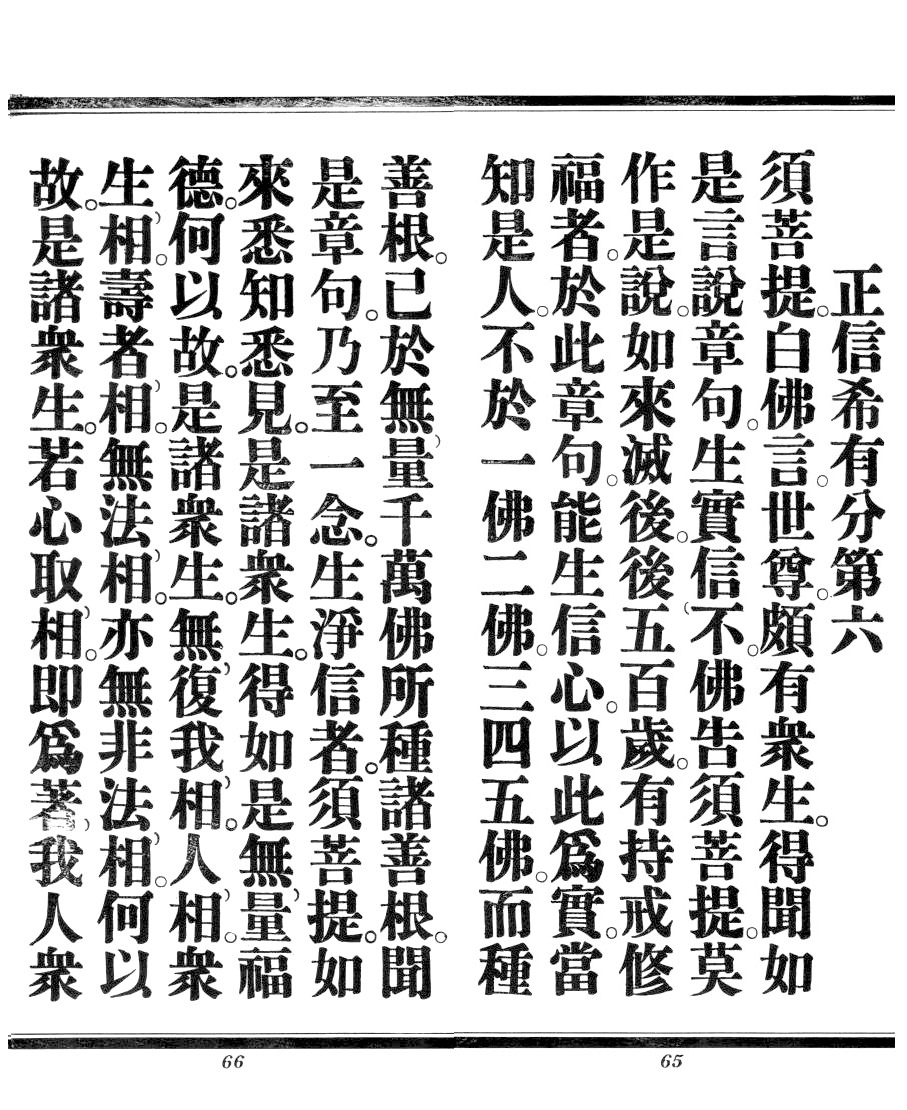 正信希有分第六
須菩提。白佛言。世尊。頗有衆生。得聞如
是言說章句。生實信不。佛告須菩提。莫
作是說。如來滅後。後五百歲。有持戒修
福者。於此章句。能生信心。以此爲實。當
知是人。不於一佛二佛。三四五佛。而種
65
善根。已於無量千萬佛所種諸善根。聞
是章句。乃至一念。生淨信者。須菩提。如
來悉知悉見。是諸衆生。得如是無量福
德。何以故。是諸衆生。無復我相。人相。衆
生相。壽者相。無法相。亦無非法相。何以
故。是諸衆生。若心取相。即爲著我人衆
66